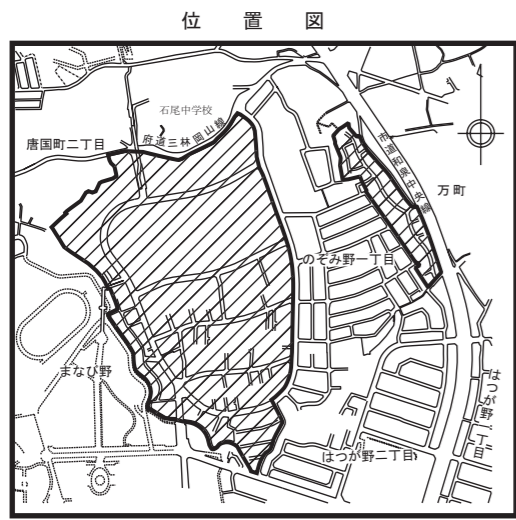 位置図
石尾中学校
府道三林岡山線
唐国町二丁目
市道和泉中央線
万町
のぞみ野一丁目
まなび野
はつが野一丁目
はつが野二丁目